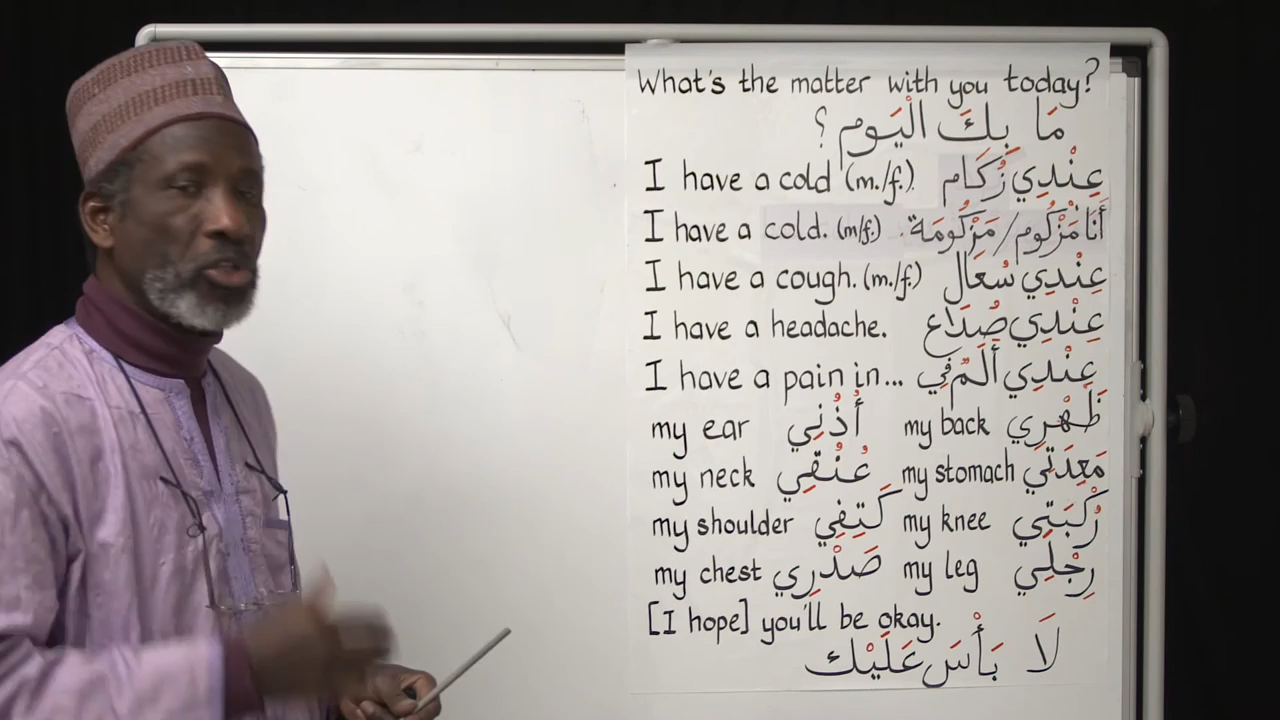 What's the matter with you today?
مَا بِكَ الْيَوم ؟
I have a cold (m./f.). عِنْدِي زُكَام
I have a cold. (m/f.) أَنَا مَزْكُوم/مَزْكُومَة.
I have a cough. (m./f.) عِنْدِي سُعَال
I have a headache. عِنْدِي صُدَاع
I have a pain in... عِنْدِي أَلَمٌ فِي
my ear أُذُنِي my back ظَهْرِي
my neck عُنْقِي my stomach مَعِدَتِي
my shoulder كَتِفِي my knee رُكْبَتِي
my chest صَدْرِي my leg رِجْلِي
[I hope] you'll be okay.
لَا بَأْسَ عَلَيْك